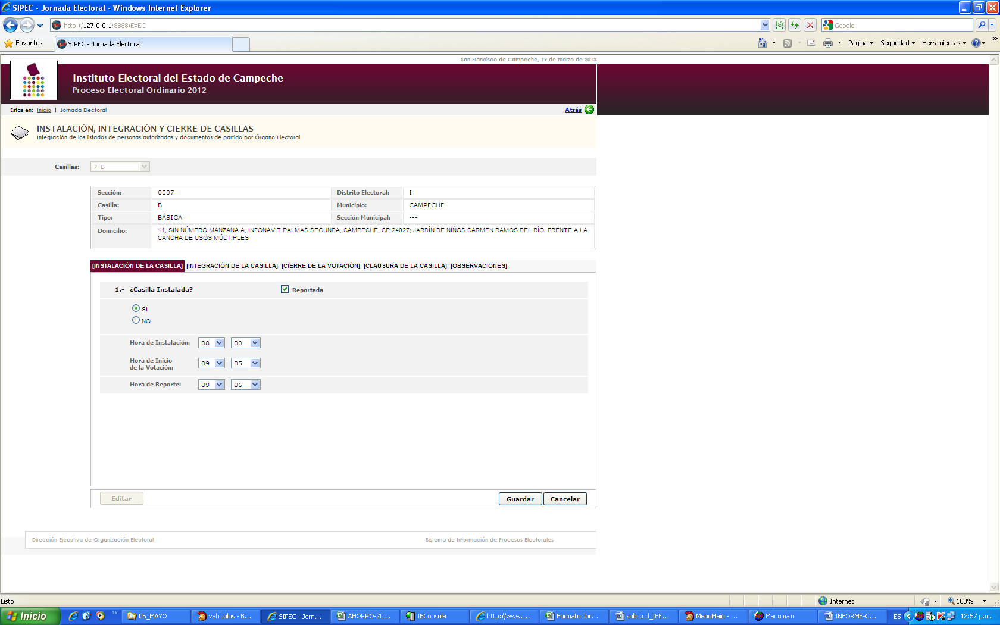 SIPEC - Jornada Electoral - Windows Internet Explorer
http://127.0.0.1:8888/EXEC
Google
Favoritos
SIPEC - Jornada Electoral
Página
Seguridad
Herramientas
San Francisco de Campeche, 19 de marzo de 2013
Instituto Electoral del Estado de Campeche
Proceso Electoral Ordinario 2012
Estas en: Inicio | Jornada Electoral
Atrás
INSTALACIÓN, INTEGRACIÓN Y CIERRE DE CASILLAS
Integración de los listados de personas autorizadas y documentos de partido por Órgano Electoral
Casillas: 7-B
Sección: 0007 Distrito Electoral: I
Casilla: B Municipio: CAMPECHE
Tipo: BÁSICA Sección Municipal: ---
Domicilio: 11, SIN NÚMERO MANZANA A, INFONAVIT PALMAS SEGUNDA, CAMPECHE, CP 24027; JARDÍN DE NIÑOS CARMEN RAMOS DEL RÍO; FRENTE A LA
CANCHA DE USOS MÚLTIPLES
[INSTALACIÓN DE LA CASILLA] [INTEGRACIÓN DE LA CASILLA] [CIERRE DE LA VOTACIÓN] [CLAUSURA DE LA CASILLA] [OBSERVACIONES]
1.- ¿Casilla Instalada? Reportada
SI
NO
Hora de Instalación: 08 00
Hora de Inicio
de la Votación: 09 05
Hora de Reporte: 09 06
Editar
Guardar Cancelar
Dirección Ejecutiva de Organización Electoral
Sistema de Información de Procesos Electorales
Listo
Internet
100%
Inicio
05_MAYO
vehiculos - B...
SIPEC - Jorn...
AHORRO-20...
IBConsole
http://www....
Formato Jor...
solicitud_IEE...
MenuMain - ...
Menumain
INFORME-C...
ES
12:57 p.m.